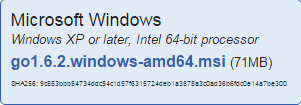 Microsoft Windows
Windows XP or later, Intel 64-bit processor
go1.6.2.windows-amd64.msi (71MB)
SHA256: